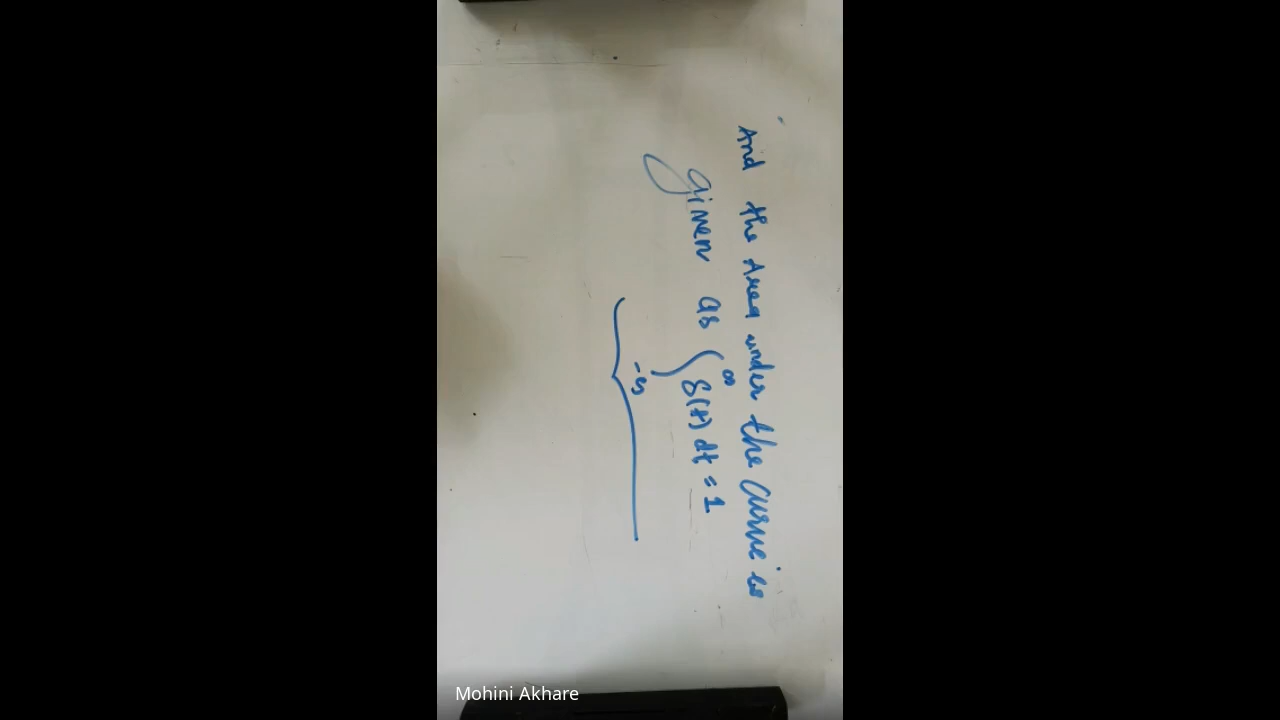 And the Area under the curve is
given as ∫_{-∞}^{∞} δ(t) dt = 1
Mohini Akhare